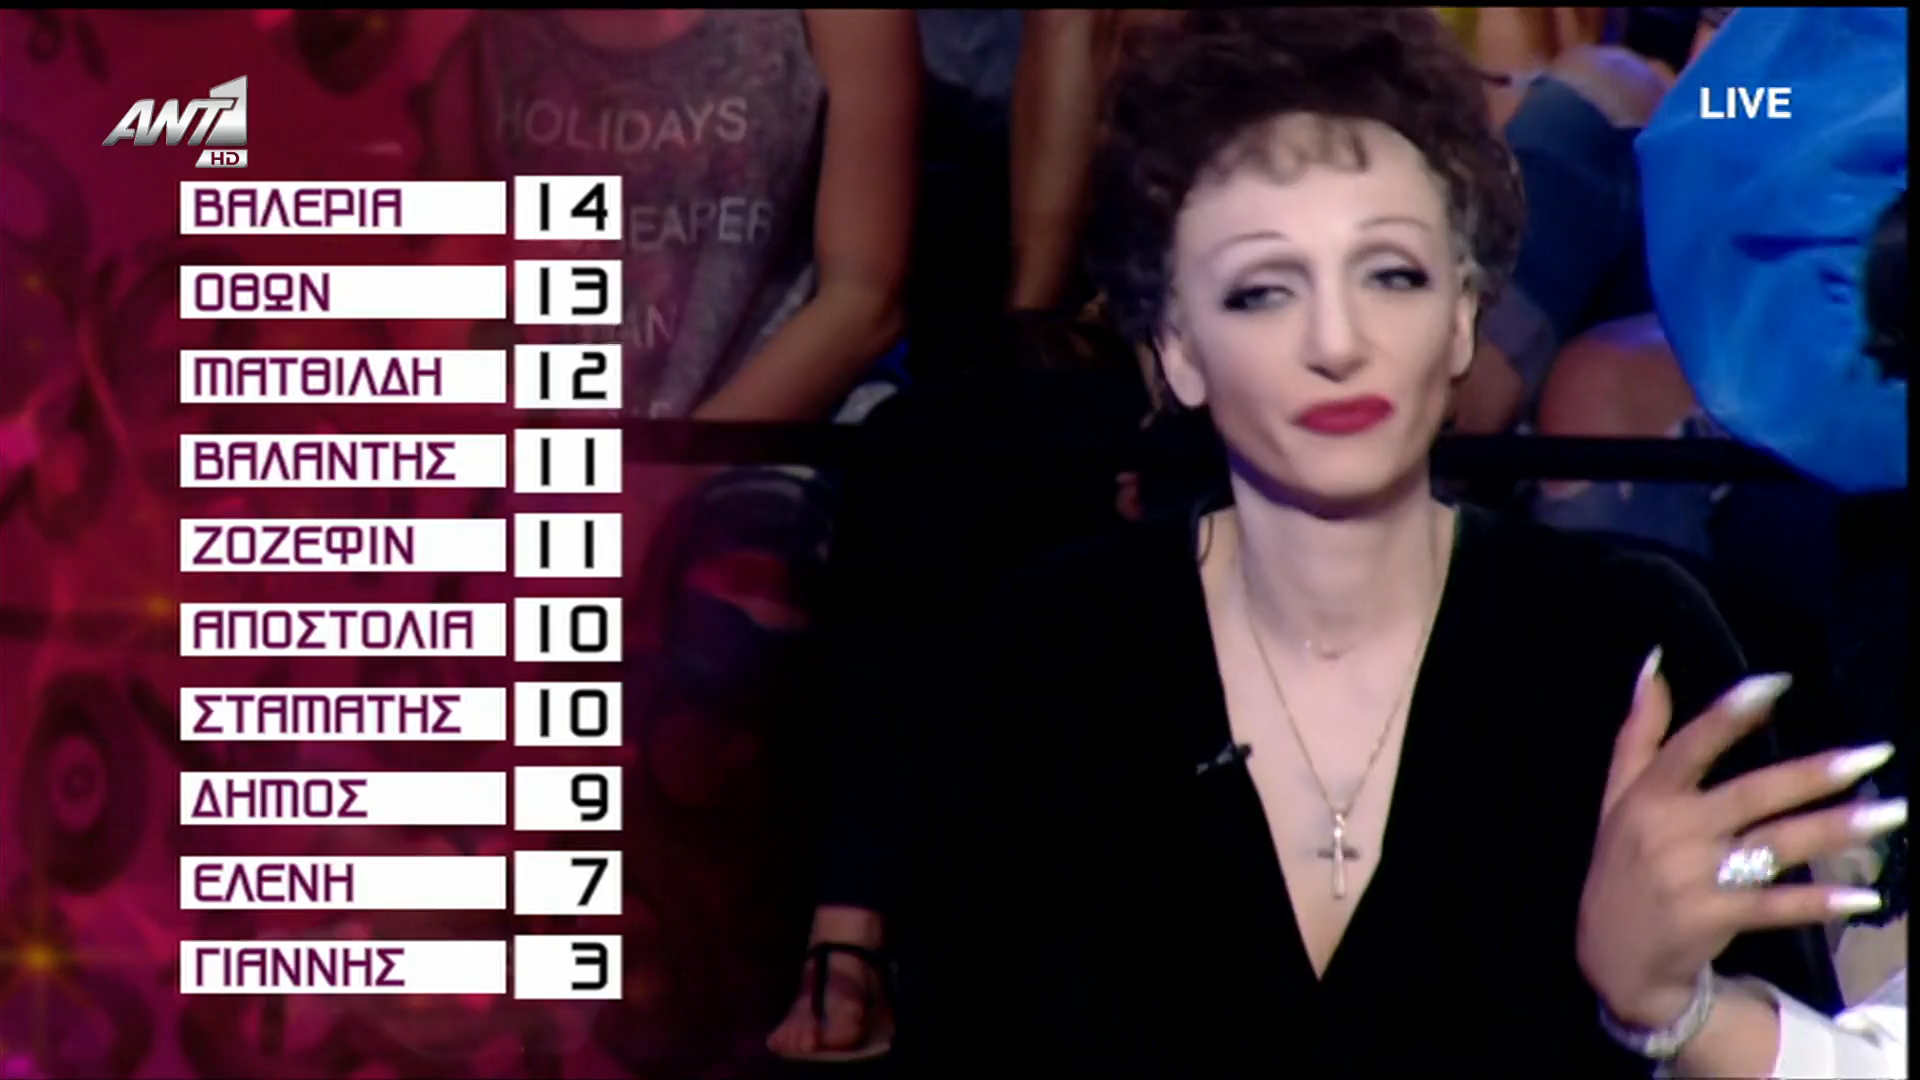 ANT1
HD
LIVE
ΒΑΛΕΡΙΑ 14
ΟΘΩΝ 13
ΜΑΤΘΙΛΔΗ 12
ΒΑΛΑΝΤΗΣ 11
ΖΟΖΕΦΙΝ 11
ΑΠΟΣΤΟΛΙΑ 10
ΣΤΑΜΑΤΗΣ 10
ΔΗΜΟΣ 9
ΕΛΕΝΗ 7
ΓΙΑΝΝΗΣ 3
HOLIDAYS